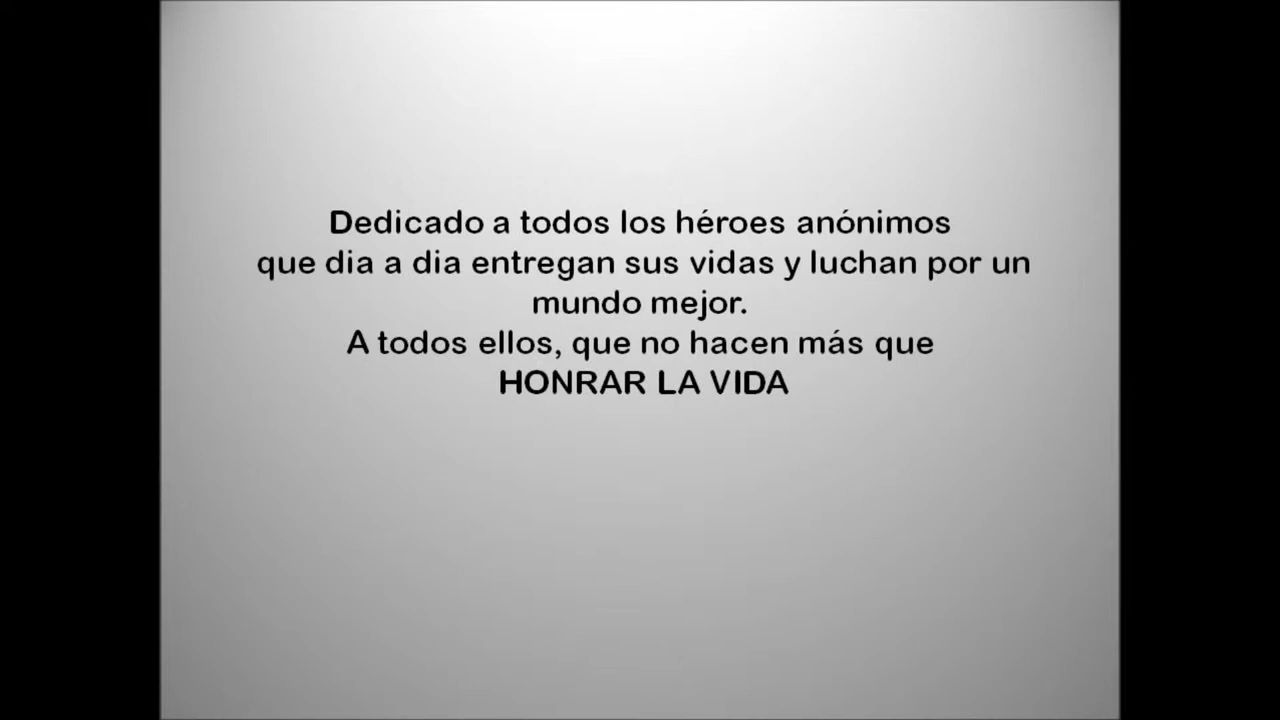 Dedicado a todos los héroes anónimos
que dia a dia entregan sus vidas y luchan por un
mundo mejor.
A todos ellos, que no hacen más que
HONRAR LA VIDA